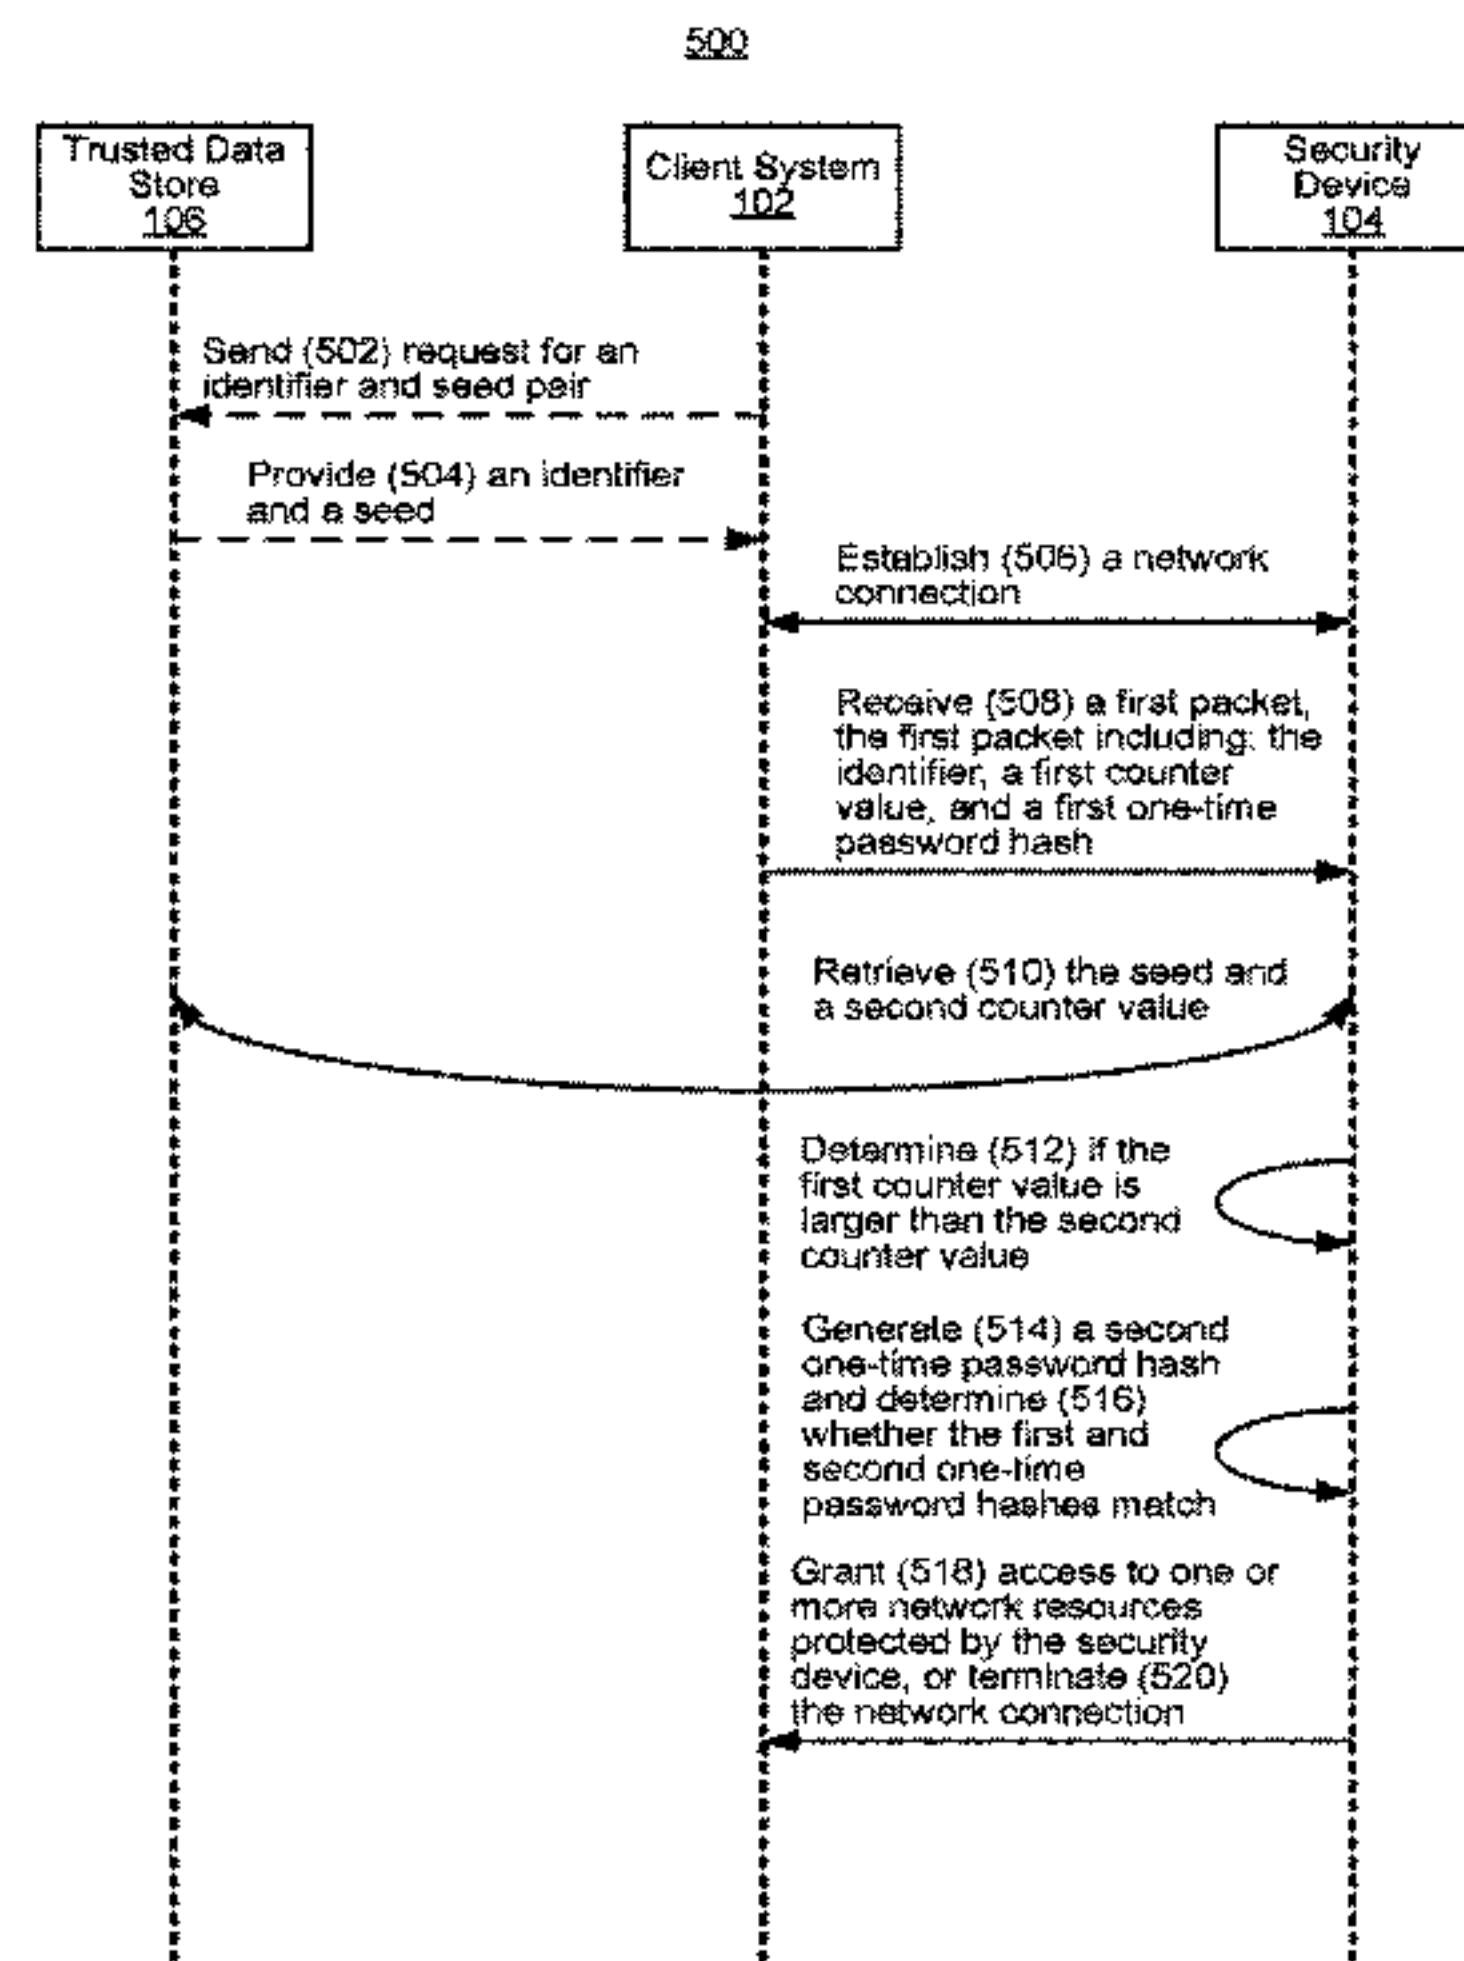 500
Trusted Data
Store
106
Client System
102
Security
Device
104
Send (502) request for an
identifier and seed pair
Provide (504) an identifier
and a seed
Establish (506) a network
connection
Receive (508) a first packet,
the first packet including: the
identifier, a first counter
value, and a first one-time
password hash
Retrieve (510) the seed and
a second counter value
Determine (512) if the
first counter value is
larger than the second
counter value
Generate (514) a second
one-time password hash
and determine (516)
whether the first and
second one-time
password hashes match
Grant (518) access to one or
more network resources
protected by the security
device, or terminate (520)
the network connection